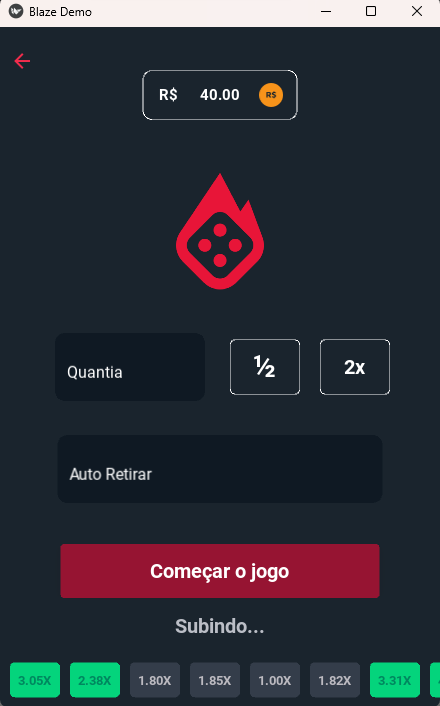 Blaze Demo
R$ 40.00 R$
Quantia ½ 2x
Auto Retirar
Começar o jogo
Subindo...
3.05X 2.38X 1.80X 1.85X 1.00X 1.82X 3.31X